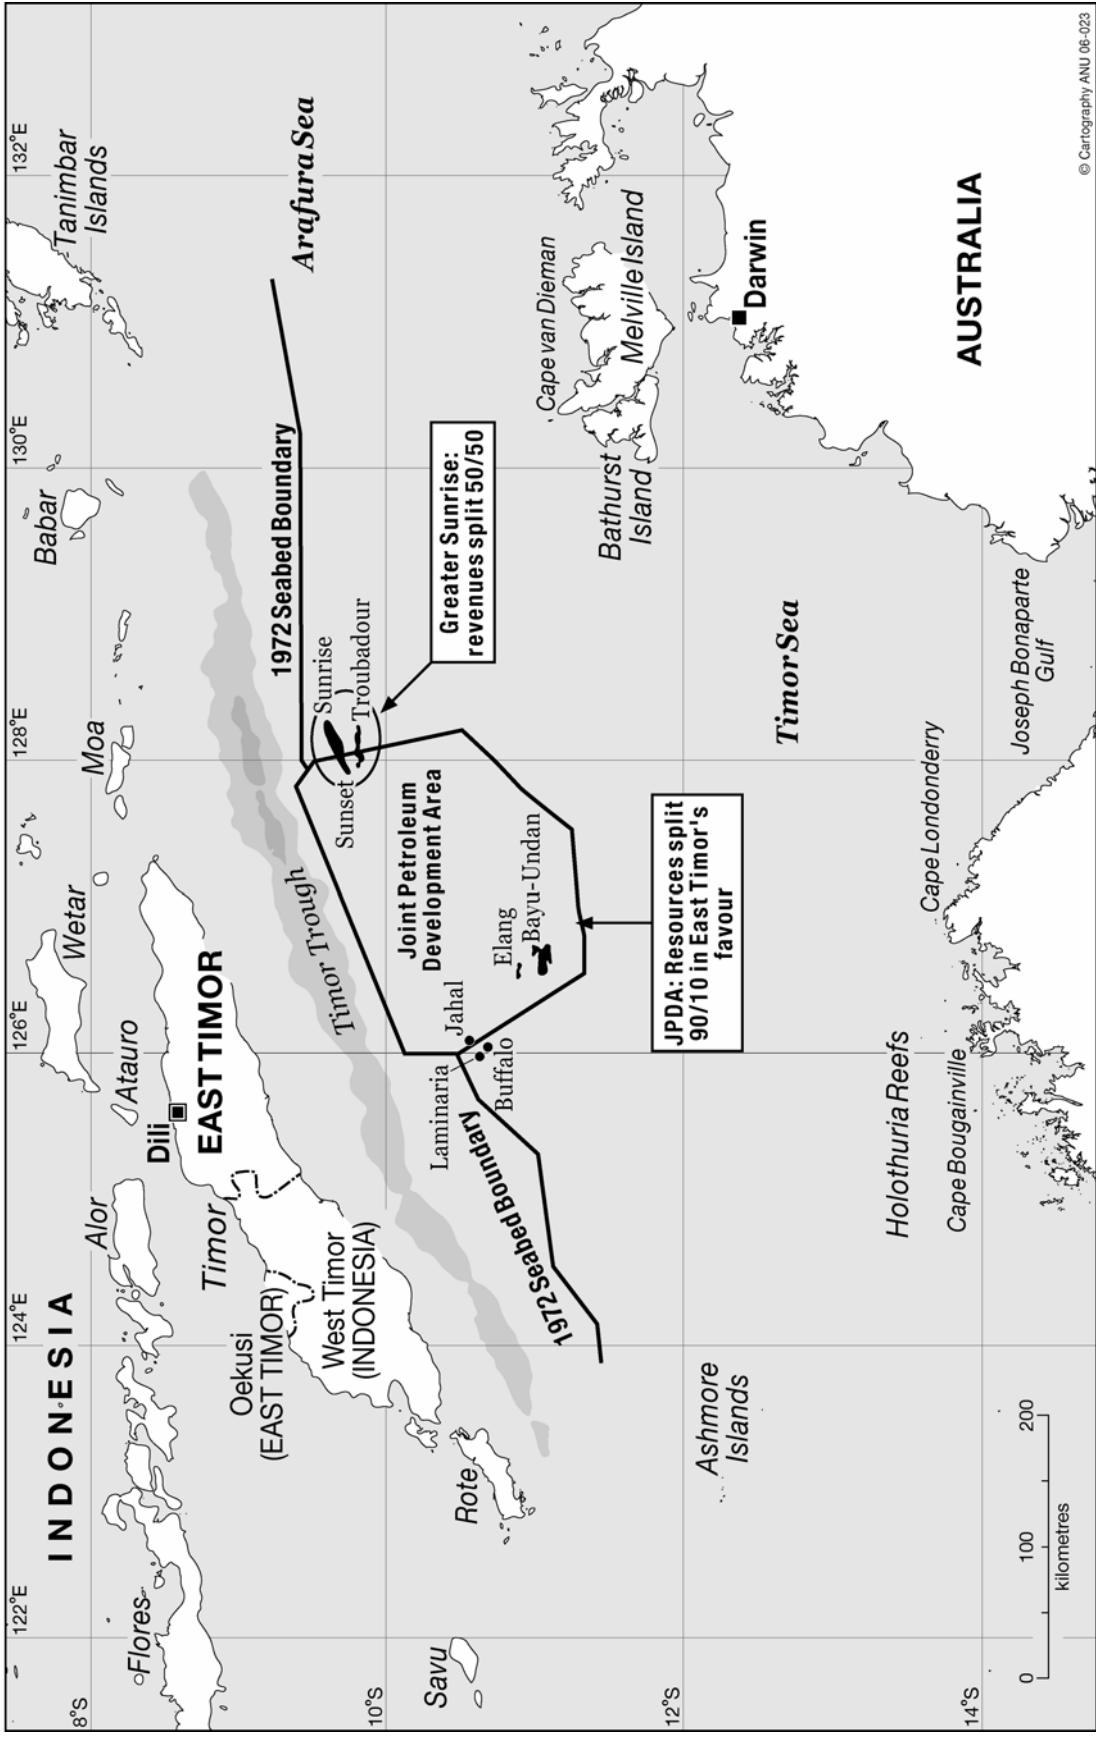 122°E
124°E
126°E
128°E
130°E
132°E
8°S
10°S
12°S
14°S
INDONESIA
Flores
Alor
Atauro
Wetar
Moa
Babar
Tanimbar
Islands
Dili
EAST TIMOR
Timor
Oekusi
(EAST TIMOR)
West Timor
(INDONESIA)
Rote
Savu
Timor Trough
Arafura Sea
1972 Seabed Boundary
Sunrise
Troubadour
Sunset
Greater Sunrise:
revenues split 50/50
Joint Petroleum
Development Area
Elang
Bayu-Undan
Jahal
Laminaria
Buffalo
1972 Seabed Boundary
JPDA: Resources split
90/10 in East Timor's
favour
Ashmore
Islands
Timor Sea
Cape van Dieman
Melville Island
Bathurst
Island
Darwin
AUSTRALIA
Joseph Bonaparte
Gulf
Cape Londonderry
Holothuria Reefs
Cape Bougainville
0
100
200
kilometres
© Cartography ANU 06-023